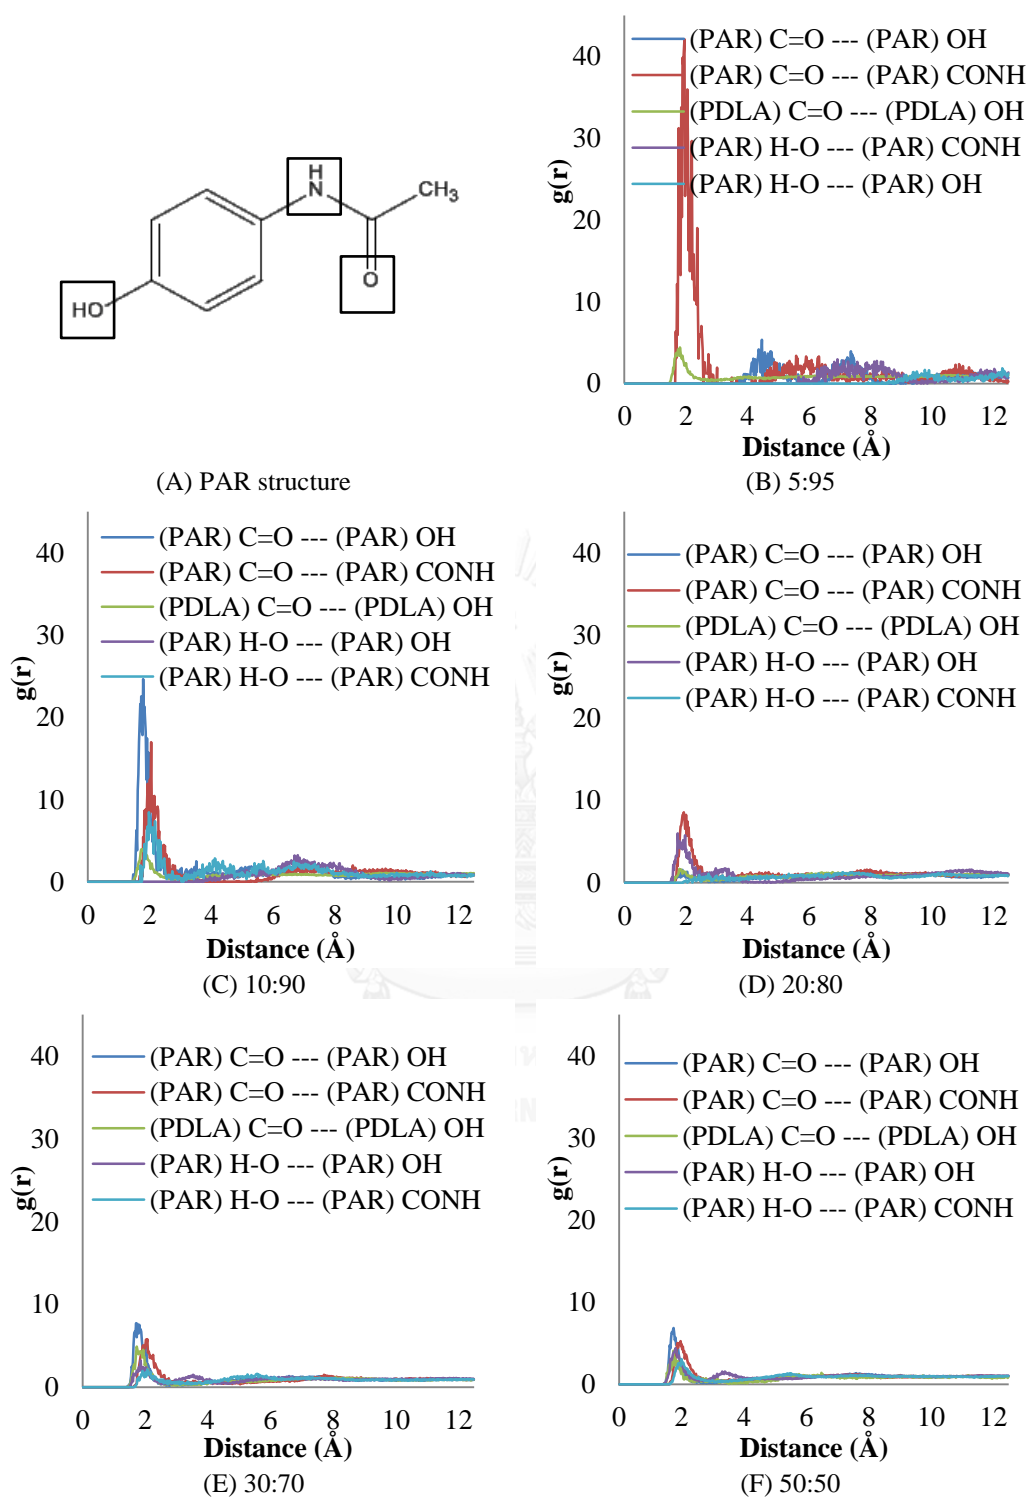 H
N
CH3
O
HO
(A) PAR structure
g(r)
40
30
20
10
0
(PAR) C=O --- (PAR) OH
(PAR) C=O --- (PAR) CONH
(PDLA) C=O --- (PDLA) OH
(PAR) H-O --- (PAR) CONH
(PAR) H-O --- (PAR) OH
0 2 4 6 8 10 12
Distance (Å)
(B) 5:95
g(r)
40
30
20
10
0
(PAR) C=O --- (PAR) OH
(PAR) C=O --- (PAR) CONH
(PDLA) C=O --- (PDLA) OH
(PAR) H-O --- (PAR) OH
(PAR) H-O --- (PAR) CONH
0 2 4 6 8 10 12
Distance (Å)
(C) 10:90
g(r)
40
30
20
10
0
(PAR) C=O --- (PAR) OH
(PAR) C=O --- (PAR) CONH
(PDLA) C=O --- (PDLA) OH
(PAR) H-O --- (PAR) OH
(PAR) H-O --- (PAR) CONH
0 2 4 6 8 10 12
Distance (Å)
(D) 20:80
g(r)
40
30
20
10
0
(PAR) C=O --- (PAR) OH
(PAR) C=O --- (PAR) CONH
(PDLA) C=O --- (PDLA) OH
(PAR) H-O --- (PAR) OH
(PAR) H-O --- (PAR) CONH
0 2 4 6 8 10 12
Distance (Å)
(E) 30:70
g(r)
40
30
20
10
0
(PAR) C=O --- (PAR) OH
(PAR) C=O --- (PAR) CONH
(PDLA) C=O --- (PDLA) OH
(PAR) H-O --- (PAR) OH
(PAR) H-O --- (PAR) CONH
0 2 4 6 8 10 12
Distance (Å)
(F) 50:50